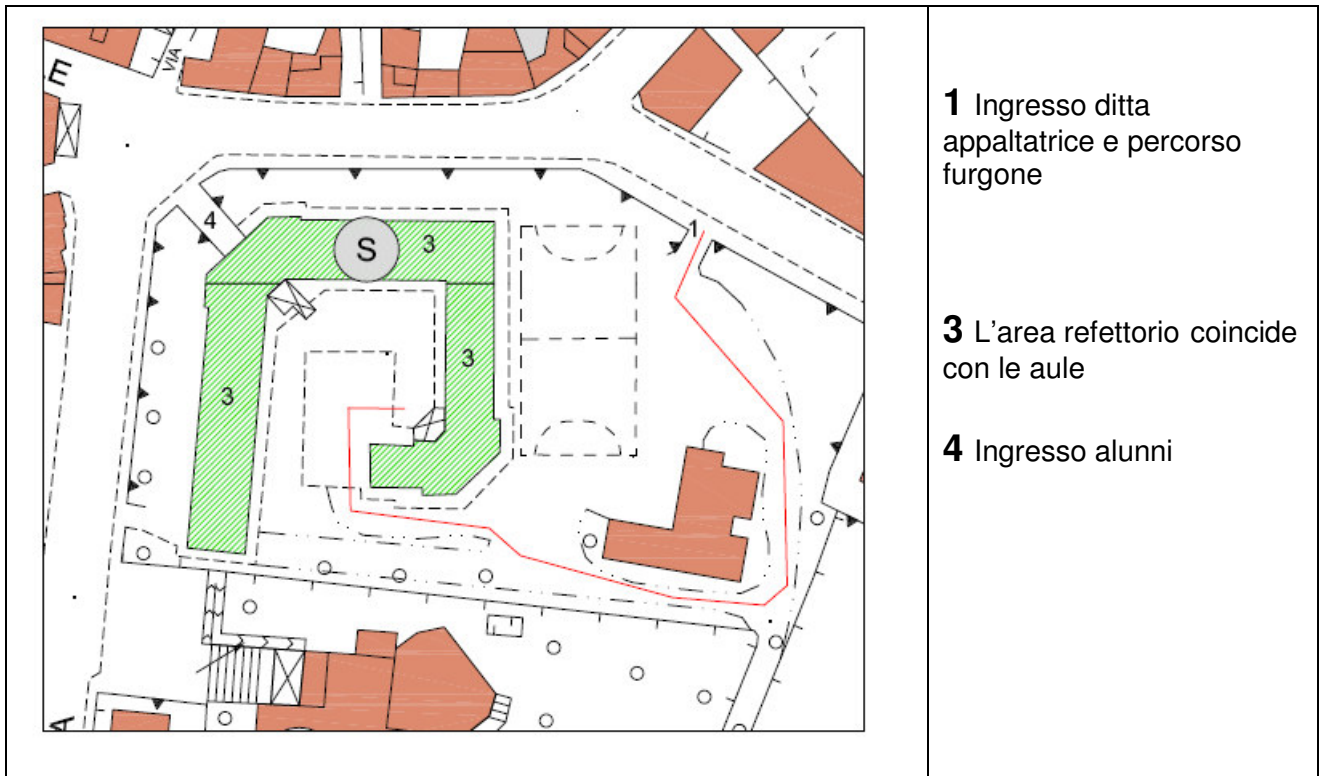 E
VIA
4
S
3
1
3
3
A
1 Ingresso ditta
appaltatrice e percorso
furgone
3 L'area refettorio coincide
con le aule
4 Ingresso alunni